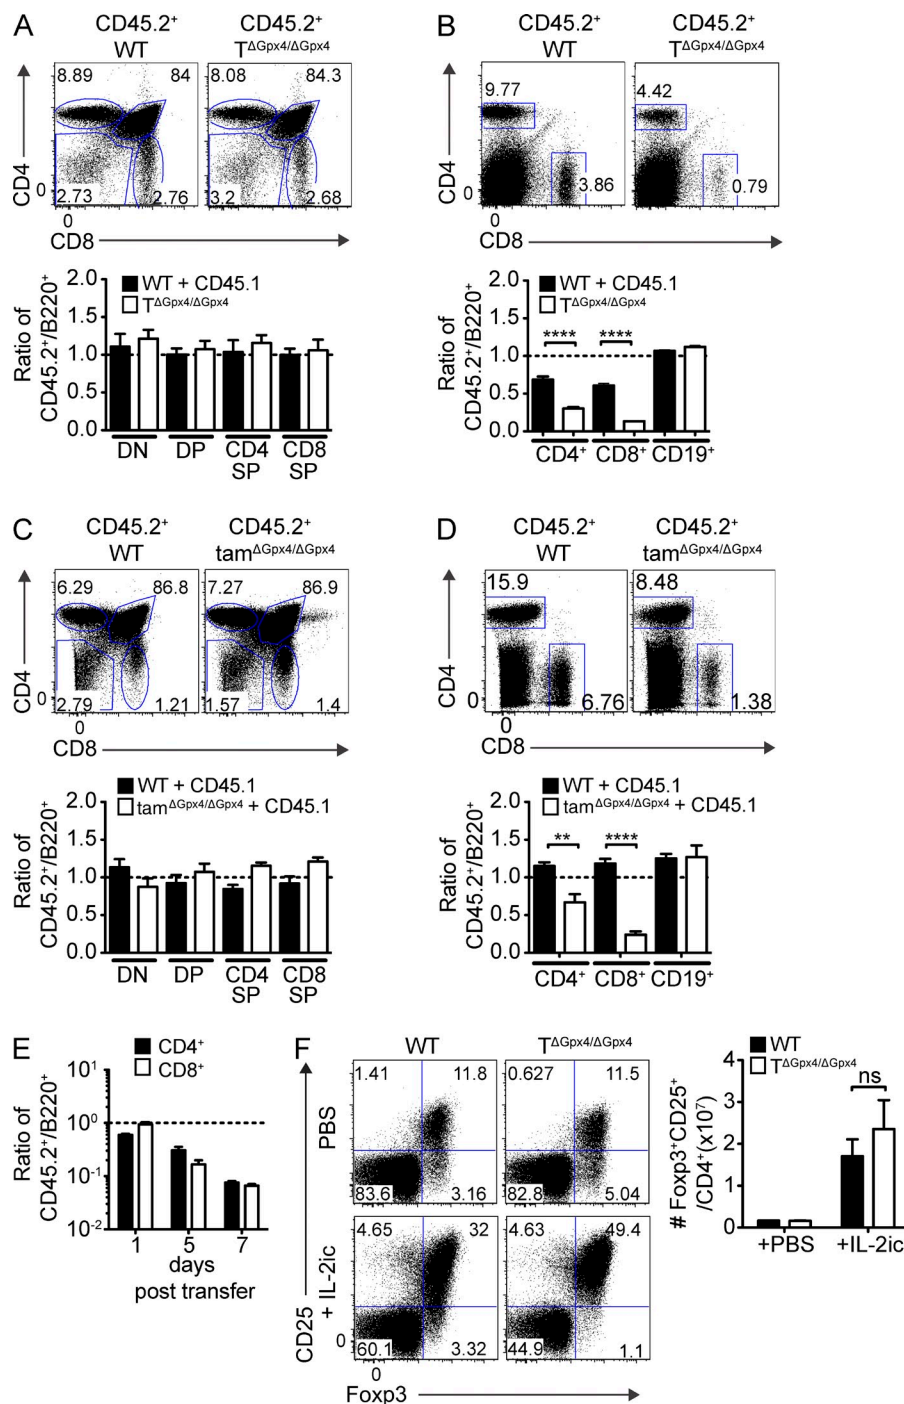 A
CD45.2⁺ WT
CD45.2⁺ T^ΔGpx4/ΔGpx4
8.89 84
2.73 2.76
8.08 84.3
3.2 2.68
CD4
0
0
CD8
2.0
1.5
1.0
0.5
0.0
Ratio of CD45.2⁺/B220⁺
WT + CD45.1
T^ΔGpx4/ΔGpx4
DN DP CD4 SP CD8 SP
B
CD45.2⁺ WT
CD45.2⁺ T^ΔGpx4/ΔGpx4
9.77
3.86
4.42
0.79
CD4
0
0
CD8
2.0
1.5
1.0
0.5
0.0
Ratio of CD45.2⁺/B220⁺
WT + CD45.1
T^ΔGpx4/ΔGpx4
**** ****
CD4⁺ CD8⁺ CD19⁺
C
CD45.2⁺ WT
CD45.2⁺ tam^ΔGpx4/ΔGpx4
6.29 86.8
2.79 1.21
7.27 86.9
1.57 1.4
CD4
0
0
CD8
2.0
1.5
1.0
0.5
0.0
Ratio of CD45.2⁺/B220⁺
WT + CD45.1
tam^ΔGpx4/ΔGpx4 + CD45.1
DN DP CD4 SP CD8 SP
D
CD45.2⁺ WT
CD45.2⁺ tam^ΔGpx4/ΔGpx4
15.9
6.76
8.48
1.38
CD4
0
0
CD8
2.0
1.5
1.0
0.5
0.0
Ratio of CD45.2⁺/B220⁺
WT + CD45.1
tam^ΔGpx4/ΔGpx4 + CD45.1
** ****
CD4⁺ CD8⁺ CD19⁺
E
CD4⁺
CD8⁺
10¹
10⁰
10⁻¹
10⁻²
Ratio of CD45.2⁺/B220⁺
1 5 7
days
post transfer
F
WT T^ΔGpx4/ΔGpx4
PBS
1.41 11.8
83.6 3.16
0.627 11.5
82.8 5.04
+ IL-2ic
4.65 32
60.1 3.32
4.63 49.4
44.9 1.1
CD25
0
0
Foxp3
WT
T^ΔGpx4/ΔGpx4
4
3
2
1
0
# Foxp3⁺CD25⁺
/CD4⁺(x10⁷)
ns
+PBS +IL-2ic